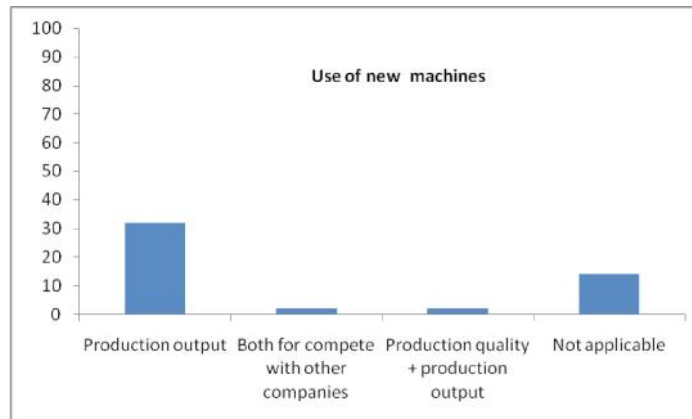 Use of new machines
100
90
80
70
60
50
40
30
20
10
0
Production output
Both for compete
with other
companies
Production quality
+ production
output
Not applicable